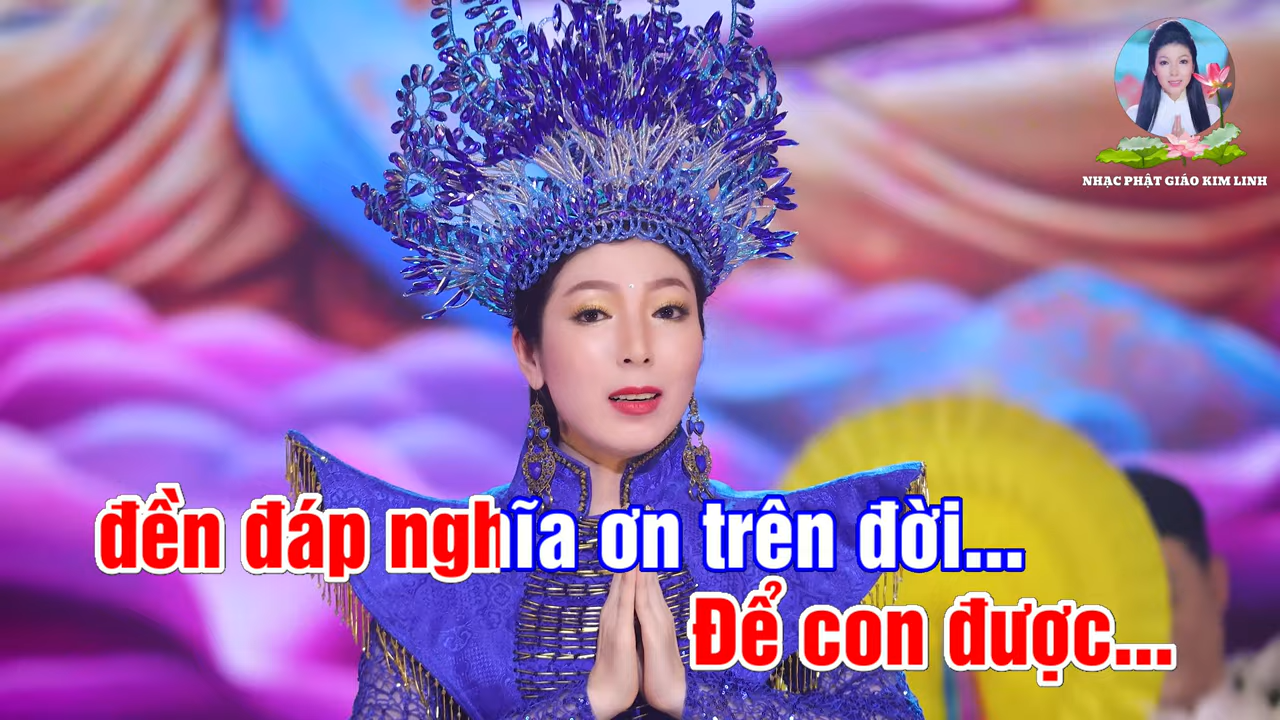 NHẠC PHẬT GIÁO KIM LINH
đền đáp nghĩa ơn trên đời...
Để con được...